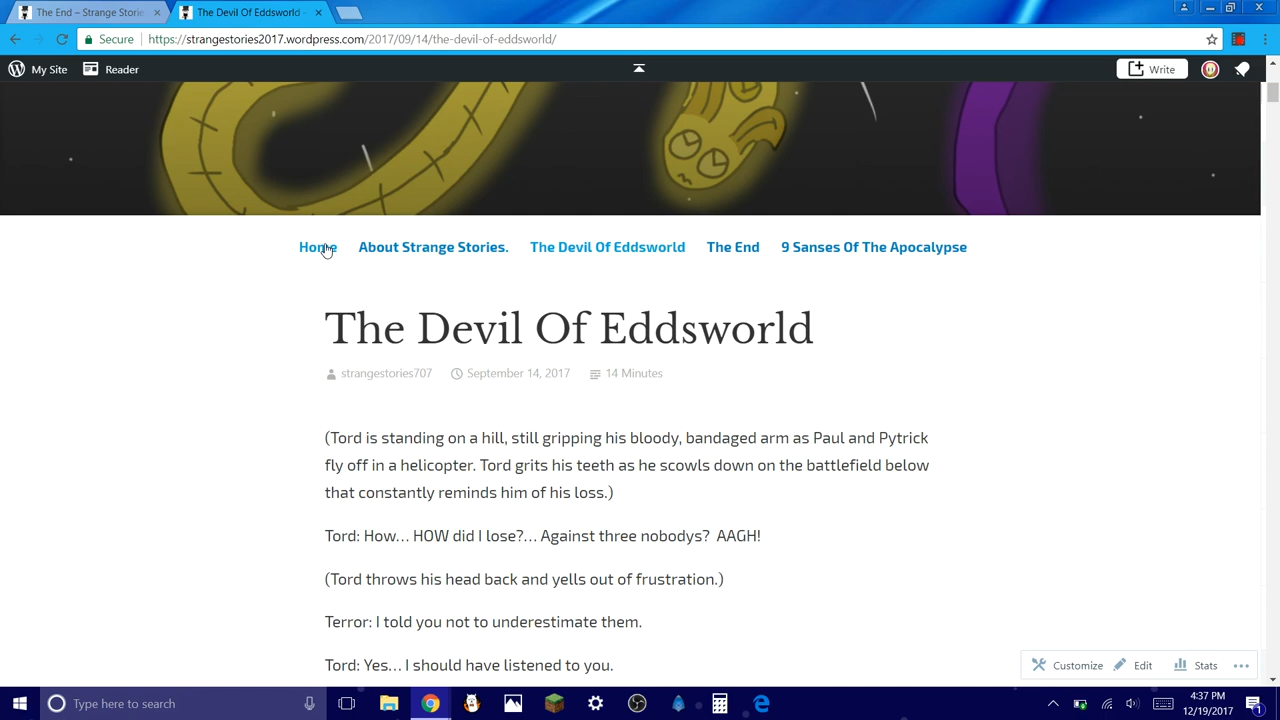 The End – Strange Storie
The Devil Of Eddsworld -
Secure https://strangestories2017.wordpress.com/2017/09/14/the-devil-of-eddsworld/
My Site Reader Write
Home About Strange Stories. The Devil Of Eddsworld The End 9 Sanses Of The Apocalypse
The Devil Of Eddsworld
strangestories707 September 14, 2017 14 Minutes
(Tord is standing on a hill, still gripping his bloody, bandaged arm as Paul and Pytrick
fly off in a helicopter. Tord grits his teeth as he scowls down on the battlefield below
that constantly reminds him of his loss.)
Tord: How… HOW did I lose?… Against three nobodys? AAGH!
(Tord throws his head back and yells out of frustration.)
Terror: I told you not to underestimate them.
Tord: Yes… I should have listened to you.
Customize Edit Stats
Type here to search
4:37 PM
12/19/2017